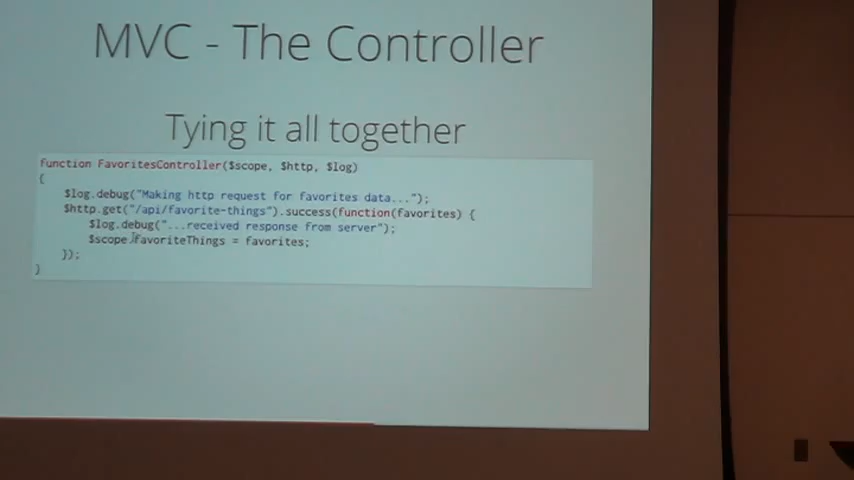 MVC - The Controller
Tying it all together
function FavoritesController($scope, $http, $log)
{
$log.debug("Making http request for favorites data...");
$http.get("/api/favorite-things").success(function(favorites) {
$log.debug("...received response from server");
$scope.favoriteThings = favorites;
});
}